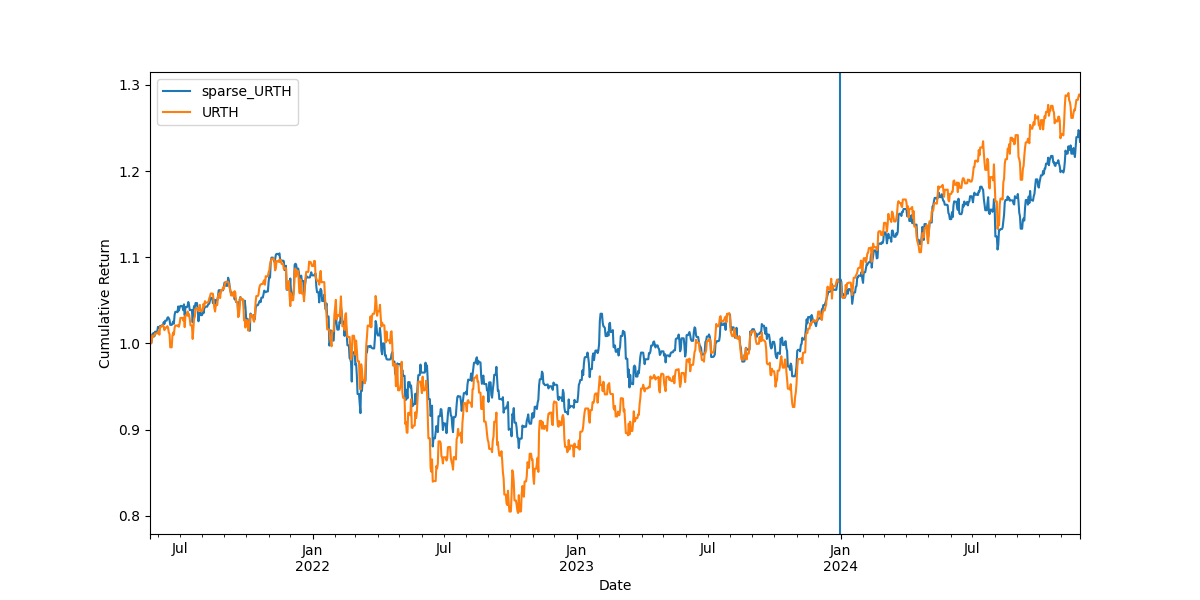 sparse_URTH
URTH
1.3
1.2
1.1
1.0
0.9
0.8
Cumulative Return
Jul
Jan
2022
Jul
Jan
2023
Jul
Jan
2024
Jul
Date